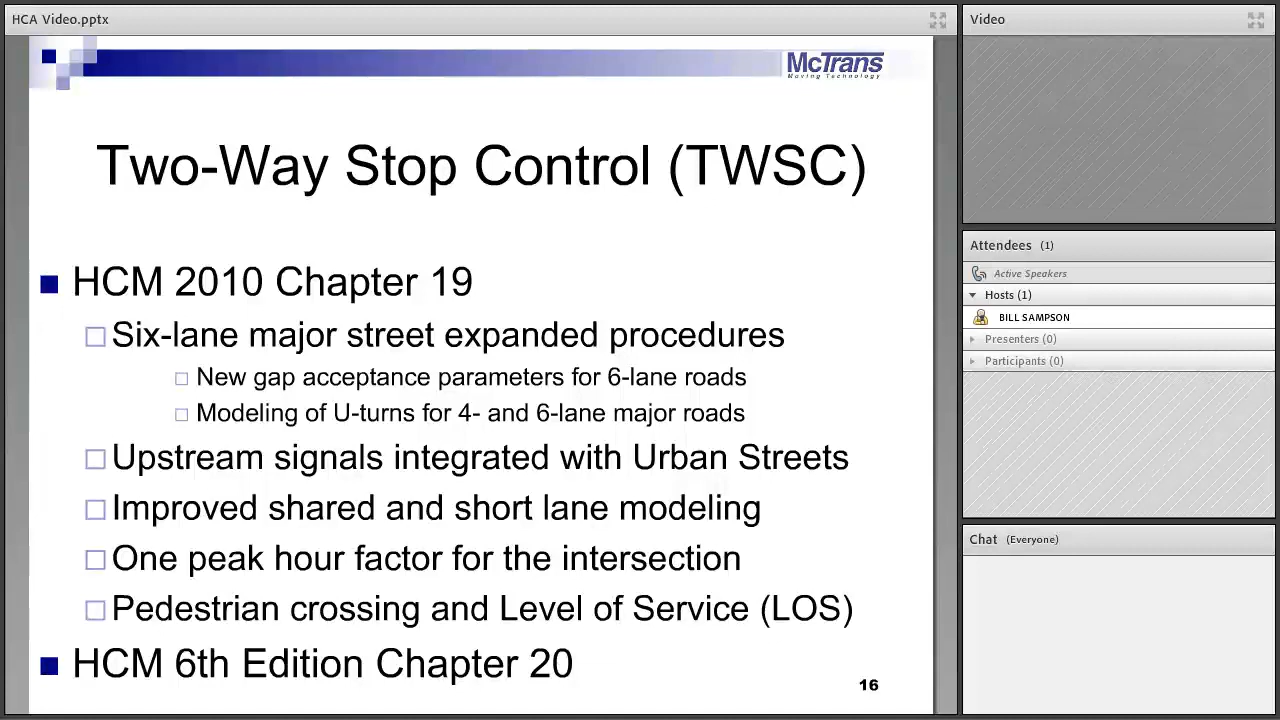 HCA Video.pptx
McTrans
Moving Technology
Two-Way Stop Control (TWSC)
HCM 2010 Chapter 19
Six-lane major street expanded procedures
New gap acceptance parameters for 6-lane roads
Modeling of U-turns for 4- and 6-lane major roads
Upstream signals integrated with Urban Streets
Improved shared and short lane modeling
One peak hour factor for the intersection
Pedestrian crossing and Level of Service (LOS)
HCM 6th Edition Chapter 20
16
Video
Attendees (1)
Active Speakers
Hosts (1)
BILL SAMPSON
Presenters (0)
Participants (0)
Chat (Everyone)